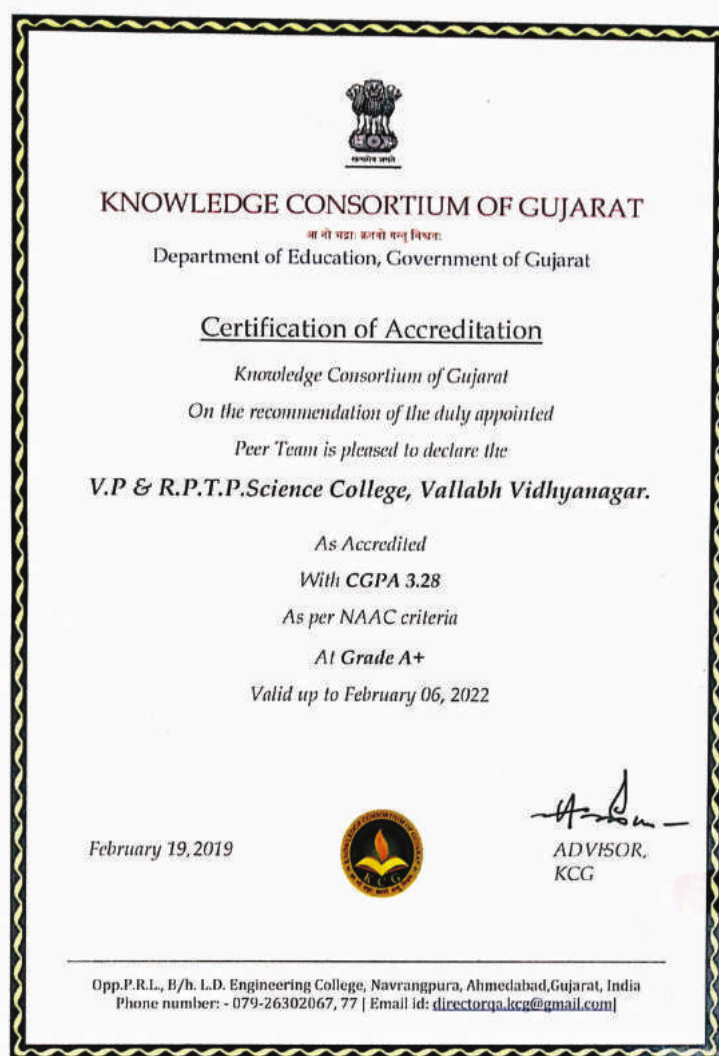 सत्यमेव जयते
KNOWLEDGE CONSORTIUM OF GUJARAT
आ नो भद्राः क्रतवो यन्तु विश्वतः
Department of Education, Government of Gujarat
Certification of Accreditation
Knowledge Consortium of Gujarat
On the recommendation of the duly appointed
Peer Team is pleased to declare the
V.P & R.P.T.P.Science College, Vallabh Vidhyanagar.
As Accredited
With CGPA 3.28
As per NAAC criteria
At Grade A+
Valid up to February 06, 2022
February 19,2019
KNOWLEDGE CONSORTIUM OF GUJARAT
KCG
ADVISOR,
KCG
Opp.P.R.L., B/h. L.D. Engineering College, Navrangpura, Ahmedabad,Gujarat, India
Phone number: - 079-26302067, 77 | Email id: directorqa.kcg@gmail.com|